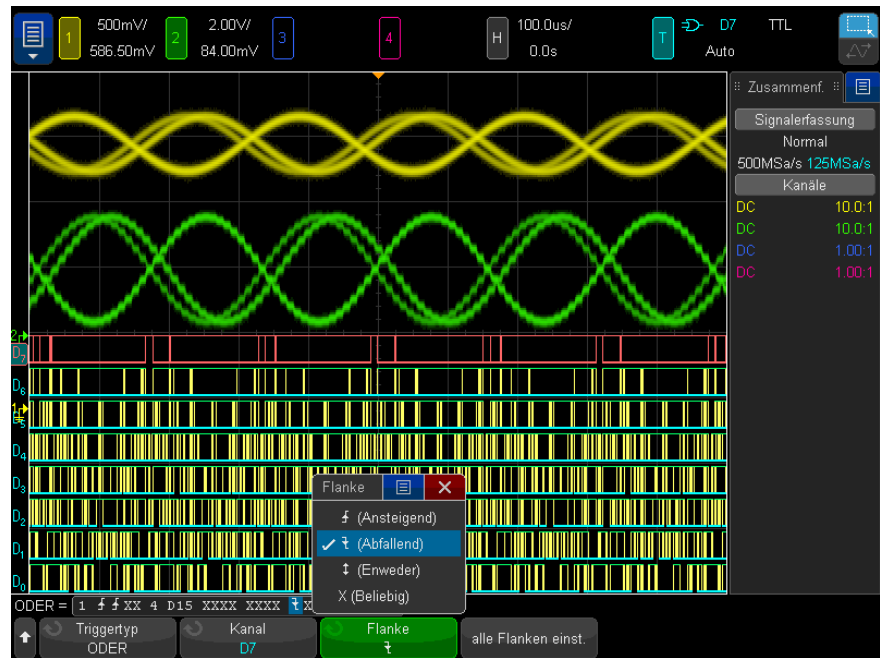 1 500mV/ 2 2.00V/ 3 4 H 100.0us/ T D7 TTL
586.50mV 84.00mV 0.0s Auto
Zusammenf.
Signalerfassung
Normal
500MSa/s 125MSa/s
Kanäle
DC 10.0:1
DC 10.0:1
DC 1.00:1
DC 1.00:1
2
D7
D6
1
D5
D4
D3
D2
D1
D0
Flanke
(Ansteigend)
(Abfallend)
(Enweder)
X (Beliebig)
ODER = 1 XX 4 D15 XXXX XXXX X
Triggertyp Kanal Flanke alle Flanken einst.
ODER D7